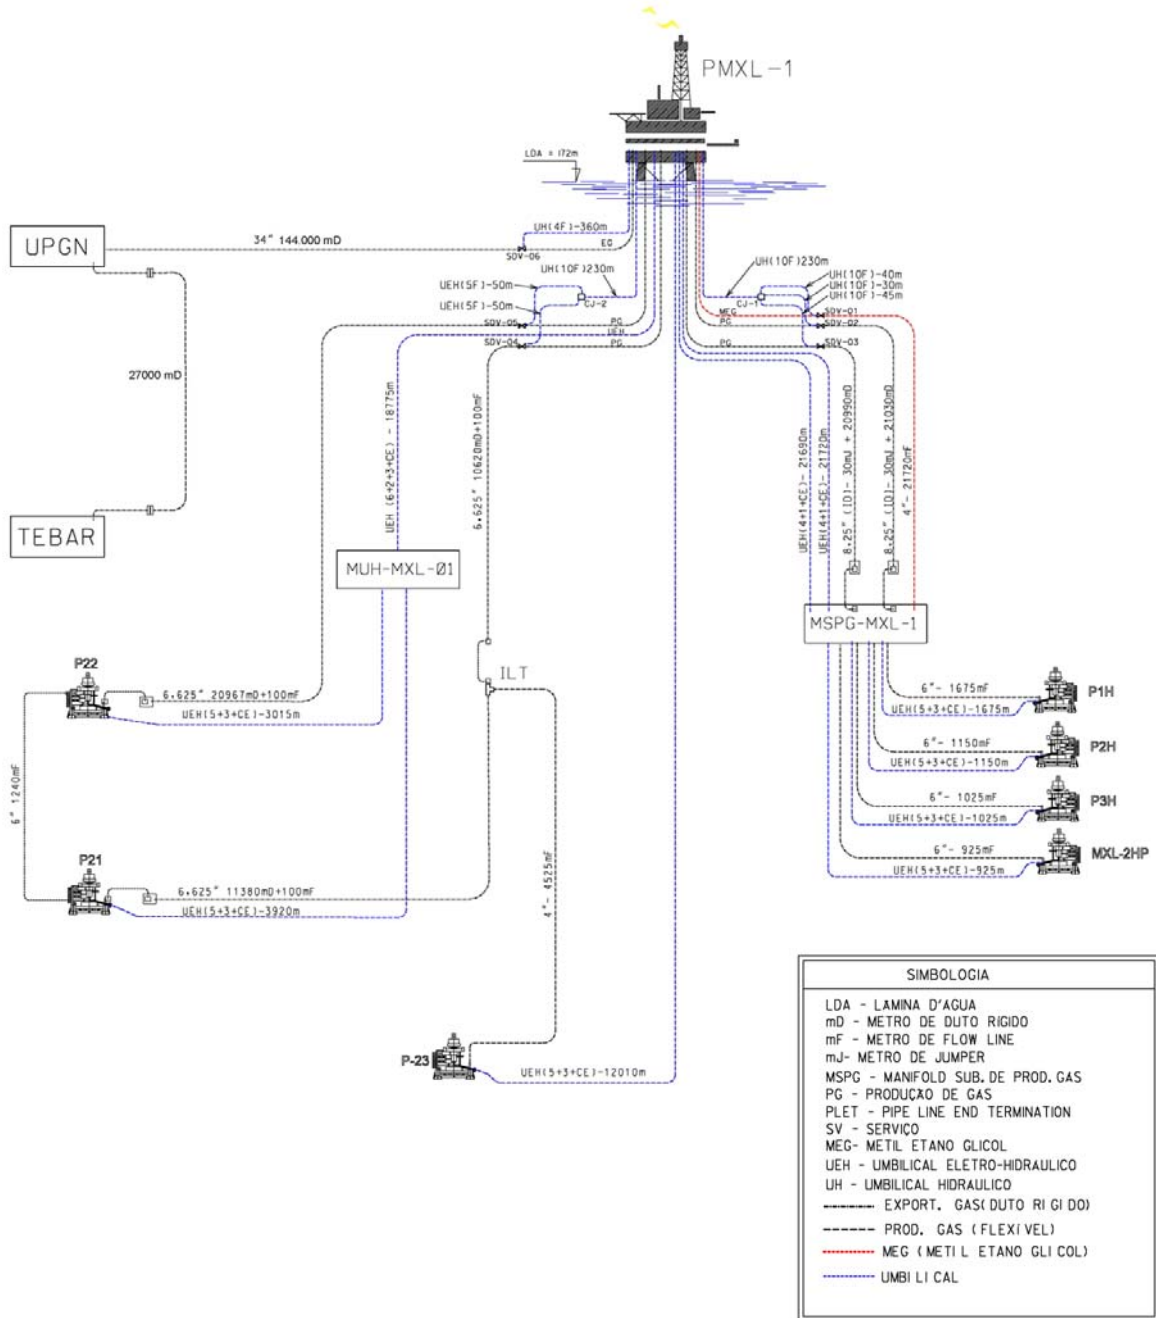 PMXL-1
LDA = 172m
UPGN
34" 144.000 mD
UH(4F)-360m
EG
SDV-06
UH(10F)230m
UEH(5F)-50m
UEH(5F)-50m
CJ-2
SDV-05
PG
UEH
SDV-04
PG
UH(10F)230m
UH(10F)-40m
UH(10F)-30m
UH(10F)-45m
CJ-1
MEG
SDV-01
PG
SDV-02
PG
SDV-03
27000 mD
TEBAR
UEH (6+2+3+CE) - 18775m
6.625" 10620mD+100mF
UEH(4+1+CE)- 21690m
UEH(4+1+CE)- 21720m
8.25" (ID)- 30mJ + 20990mD
8.25" (ID)- 30mJ + 21030mD
4"- 21720mF
MUH-MXL-Ø1
MSPG-MXL-1
ILT
P22
6.625" 20967mD+100mF
UEH(5+3+CE)-3015m
6" 1240mF
P21
6.625" 11380mD+100mF
UEH(5+3+CE)-3920m
4"- 4525mF
P-23
UEH(5+3+CE)-12010m
6"- 1675mF
P1H
UEH(5+3+CE)-1675m
6"- 1150mF
P2H
UEH(5+3+CE)-1150m
6"- 1025mF
P3H
UEH(5+3+CE)-1025m
6"- 925mF
MXL-2HP
UEH(5+3+CE)-925m
SIMBOLOGIA
LDA - LAMINA D'AGUA
mD - METRO DE DUTO RIGIDO
mF - METRO DE FLOW LINE
mJ- METRO DE JUMPER
MSPG - MANIFOLD SUB. DE PROD. GAS
PG - PRODUÇAO DE GAS
PLET - PIPE LINE END TERMINATION
SV - SERVIÇO
MEG- METIL ETANO GLICOL
UEH - UMBILICAL ELETRO-HIDRAULICO
UH - UMBILICAL HIDRAULICO
EXPORT. GAS(DUTO RIGIDO)
PROD. GAS (FLEXIVEL)
MEG (METIL ETANO GLICOL)
UMBILICAL